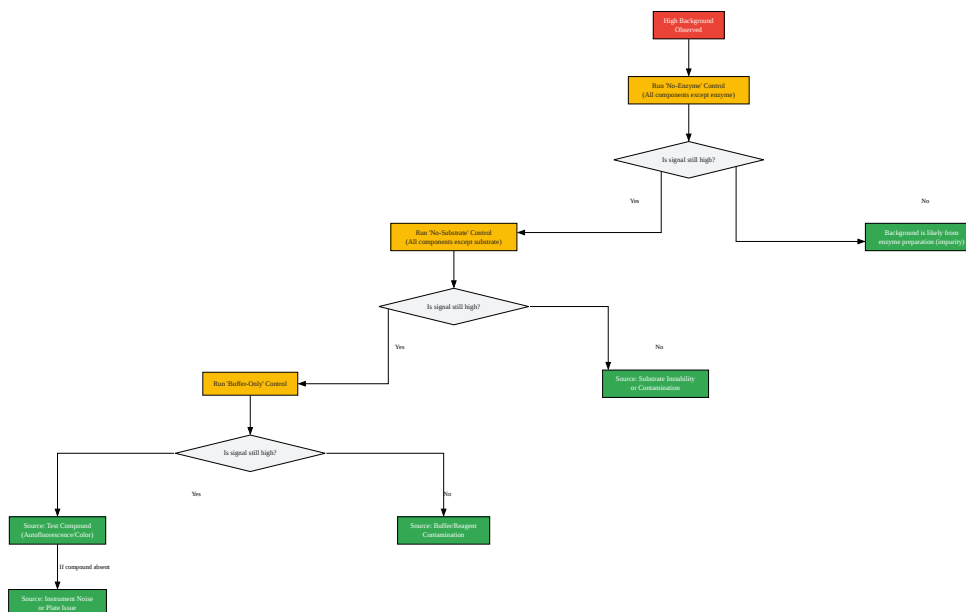 High Background
Observed
Run 'No-Enzyme' Control
(All components except enzyme)
Is signal still high?
Yes
No
Run 'No-Substrate' Control
(All components except substrate)
Background is likely from
enzyme preparation (impurity)
Is signal still high?
Yes
No
Run 'Buffer-Only' Control
Source: Substrate Instability
or Contamination
Is signal still high?
Yes
No
Source: Test Compound
(Autofluorescence/Color)
Source: Buffer/Reagent
Contamination
If compound absent
Source: Instrument Noise
or Plate Issue